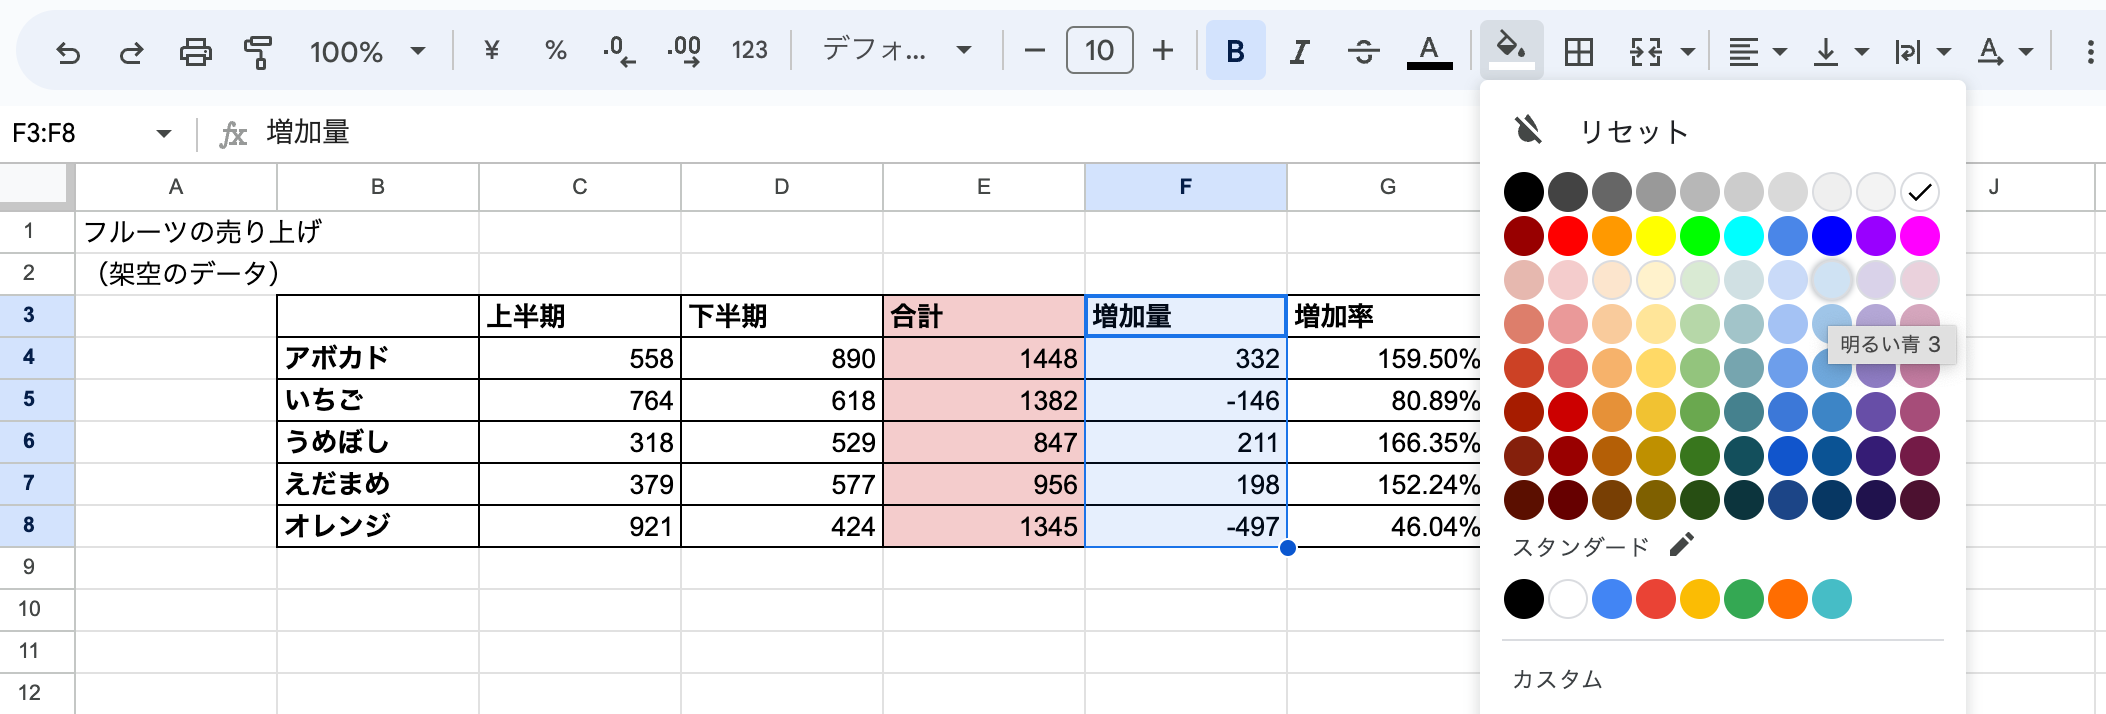 100% ¥ % .0 .00 123 デフォ... 10 B I S A A
リセット
F3:F8 fx 増加量
A B C D E F G J
1 フルーツの売り上げ
2 （架空のデータ）
3 上半期 下半期 合計 増加量 増加率
4 アボカド 558 890 1448 332 159.50%
5 いちご 764 618 1382 -146 80.89%
6 うめぼし 318 529 847 211 166.35%
7 えだまめ 379 577 956 198 152.24%
8 オレンジ 921 424 1345 -497 46.04%
9
10
11
12
明るい青 3
スタンダード
カスタム